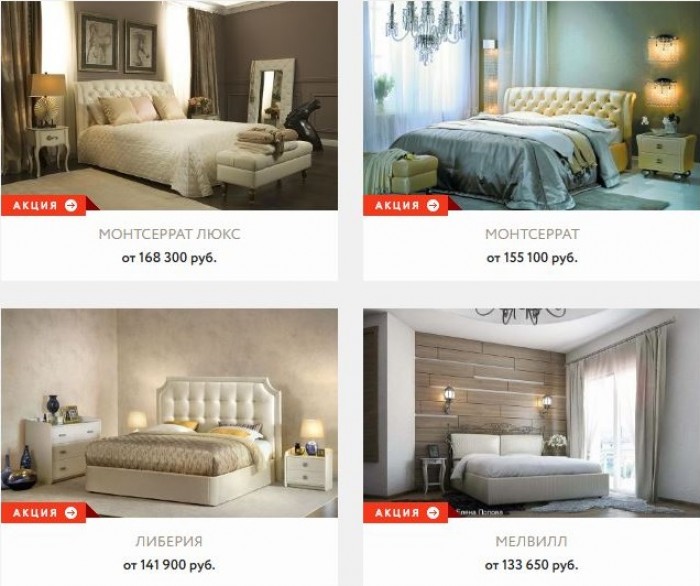 АКЦИЯ
АКЦИЯ
МОНТСЕРРАТ ЛЮКС
от 168 300 руб.
МОНТСЕРРАТ
от 155 100 руб.
АКЦИЯ
Елена Попова
АКЦИЯ
ЛИБЕРИЯ
от 141 900 руб.
МЕЛВИЛЛ
от 133 650 руб.